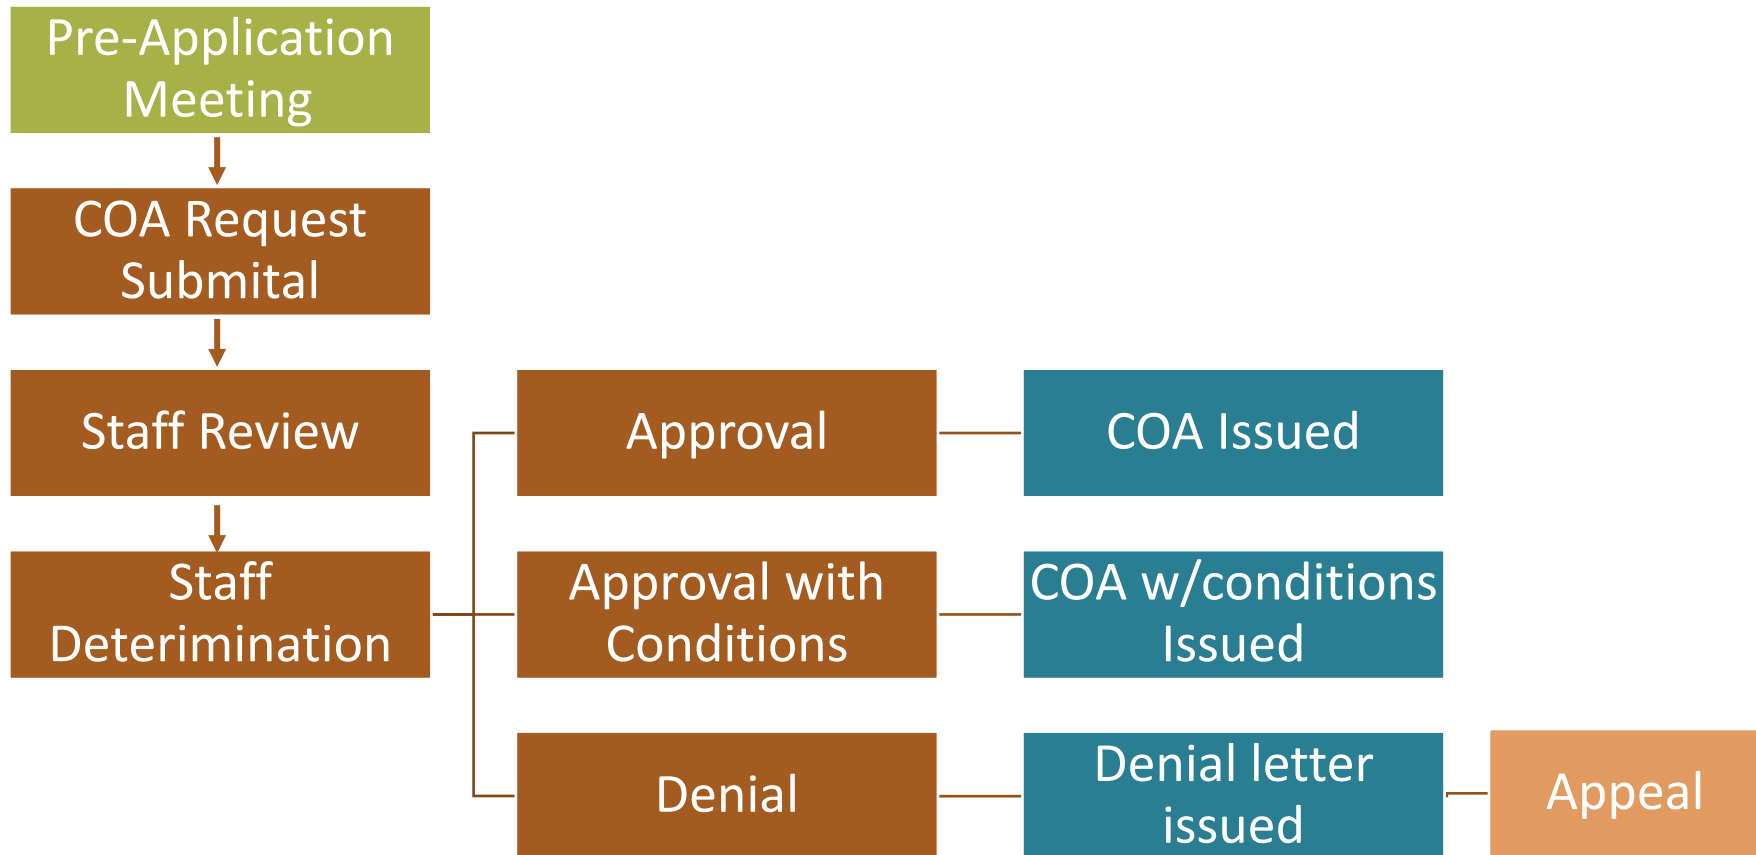 Pre-Application
Meeting
COA Request
Submital
Staff Review
Approval
COA Issued
Staff
Deterimination
Approval with
Conditions
COA w/conditions
Issued
Denial
Denial letter
issued
Appeal